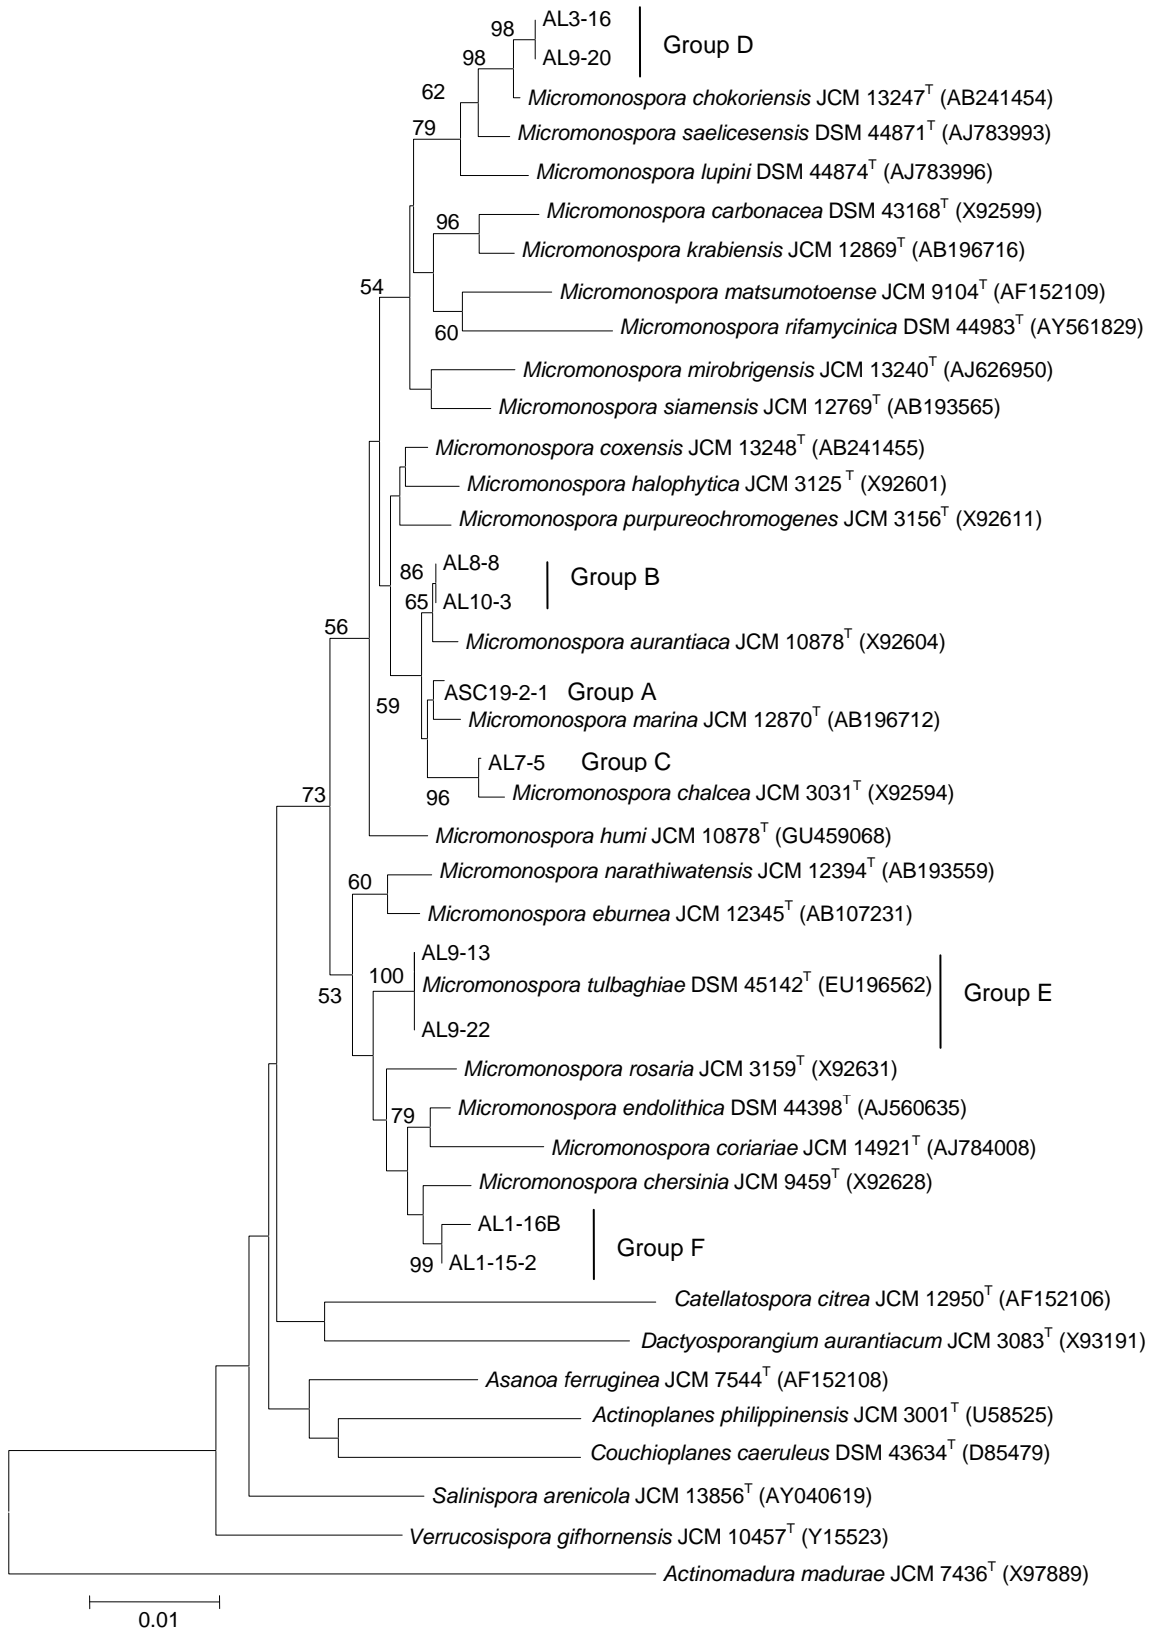 98
AL3-16
Group D
AL9-20
98
62
Micromonospora chokoriensis JCM 13247T (AB241454)
79
Micromonospora saelicesensis DSM 44871T (AJ783993)
Micromonospora lupini DSM 44874T (AJ783996)
Micromonospora carbonacea DSM 43168T (X92599)
96
Micromonospora krabiensis JCM 12869T (AB196716)
54
Micromonospora matsumotoense JCM 9104T (AF152109)
60
Micromonospora rifamycinica DSM 44983T (AY561829)
Micromonospora mirobrigensis JCM 13240T (AJ626950)
Micromonospora siamensis JCM 12769T (AB193565)
Micromonospora coxensis JCM 13248T (AB241455)
Micromonospora halophytica JCM 3125 T (X92601)
Micromonospora purpureochromogenes JCM 3156T (X92611)
86
AL8-8
Group B
65
AL10-3
56
Micromonospora aurantiaca JCM 10878T (X92604)
ASC19-2-1 Group A
59
Micromonospora marina JCM 12870T (AB196712)
AL7-5 Group C
96
Micromonospora chalcea JCM 3031T (X92594)
73
Micromonospora humi JCM 10878T (GU459068)
Micromonospora narathiwatensis JCM 12394T (AB193559)
60
Micromonospora eburnea JCM 12345T (AB107231)
AL9-13
100
Micromonospora tulbaghiae DSM 45142T (EU196562)
Group E
53
AL9-22
Micromonospora rosaria JCM 3159T (X92631)
79
Micromonospora endolithica DSM 44398T (AJ560635)
Micromonospora coriariae JCM 14921T (AJ784008)
Micromonospora chersinia JCM 9459T (X92628)
AL1-16B
Group F
99
AL1-15-2
Catellatospora citrea JCM 12950T (AF152106)
Dactyosporangium aurantiacum JCM 3083T (X93191)
Asanoa ferruginea JCM 7544T (AF152108)
Actinoplanes philippinensis JCM 3001T (U58525)
Couchioplanes caeruleus DSM 43634T (D85479)
Salinispora arenicola JCM 13856T (AY040619)
Verrucosispora gifhornensis JCM 10457T (Y15523)
Actinomadura madurae JCM 7436T (X97889)
0.01